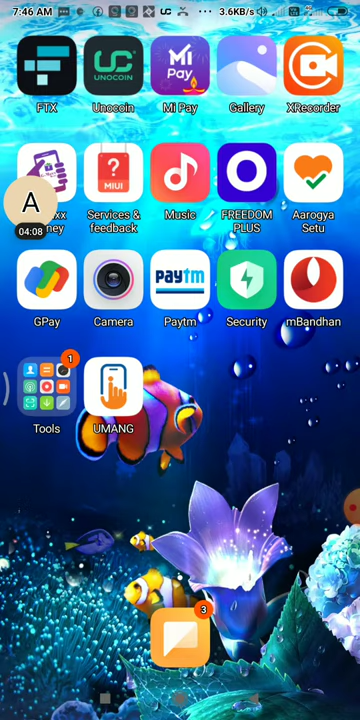 7:46 AM ... 3.6KB/s
FTX
UC
UNOCOIN
Unocoin
Mi
Pay
Mi Pay
Gallery
XRecorder
A
04:08
?
MIUI
Services &
feedback
Music
FREEDOM
PLUS
Aarogya
Setu
GPay
Camera
paytm
Paytm
Security
mBandhan
1
Tools
UMANG
3